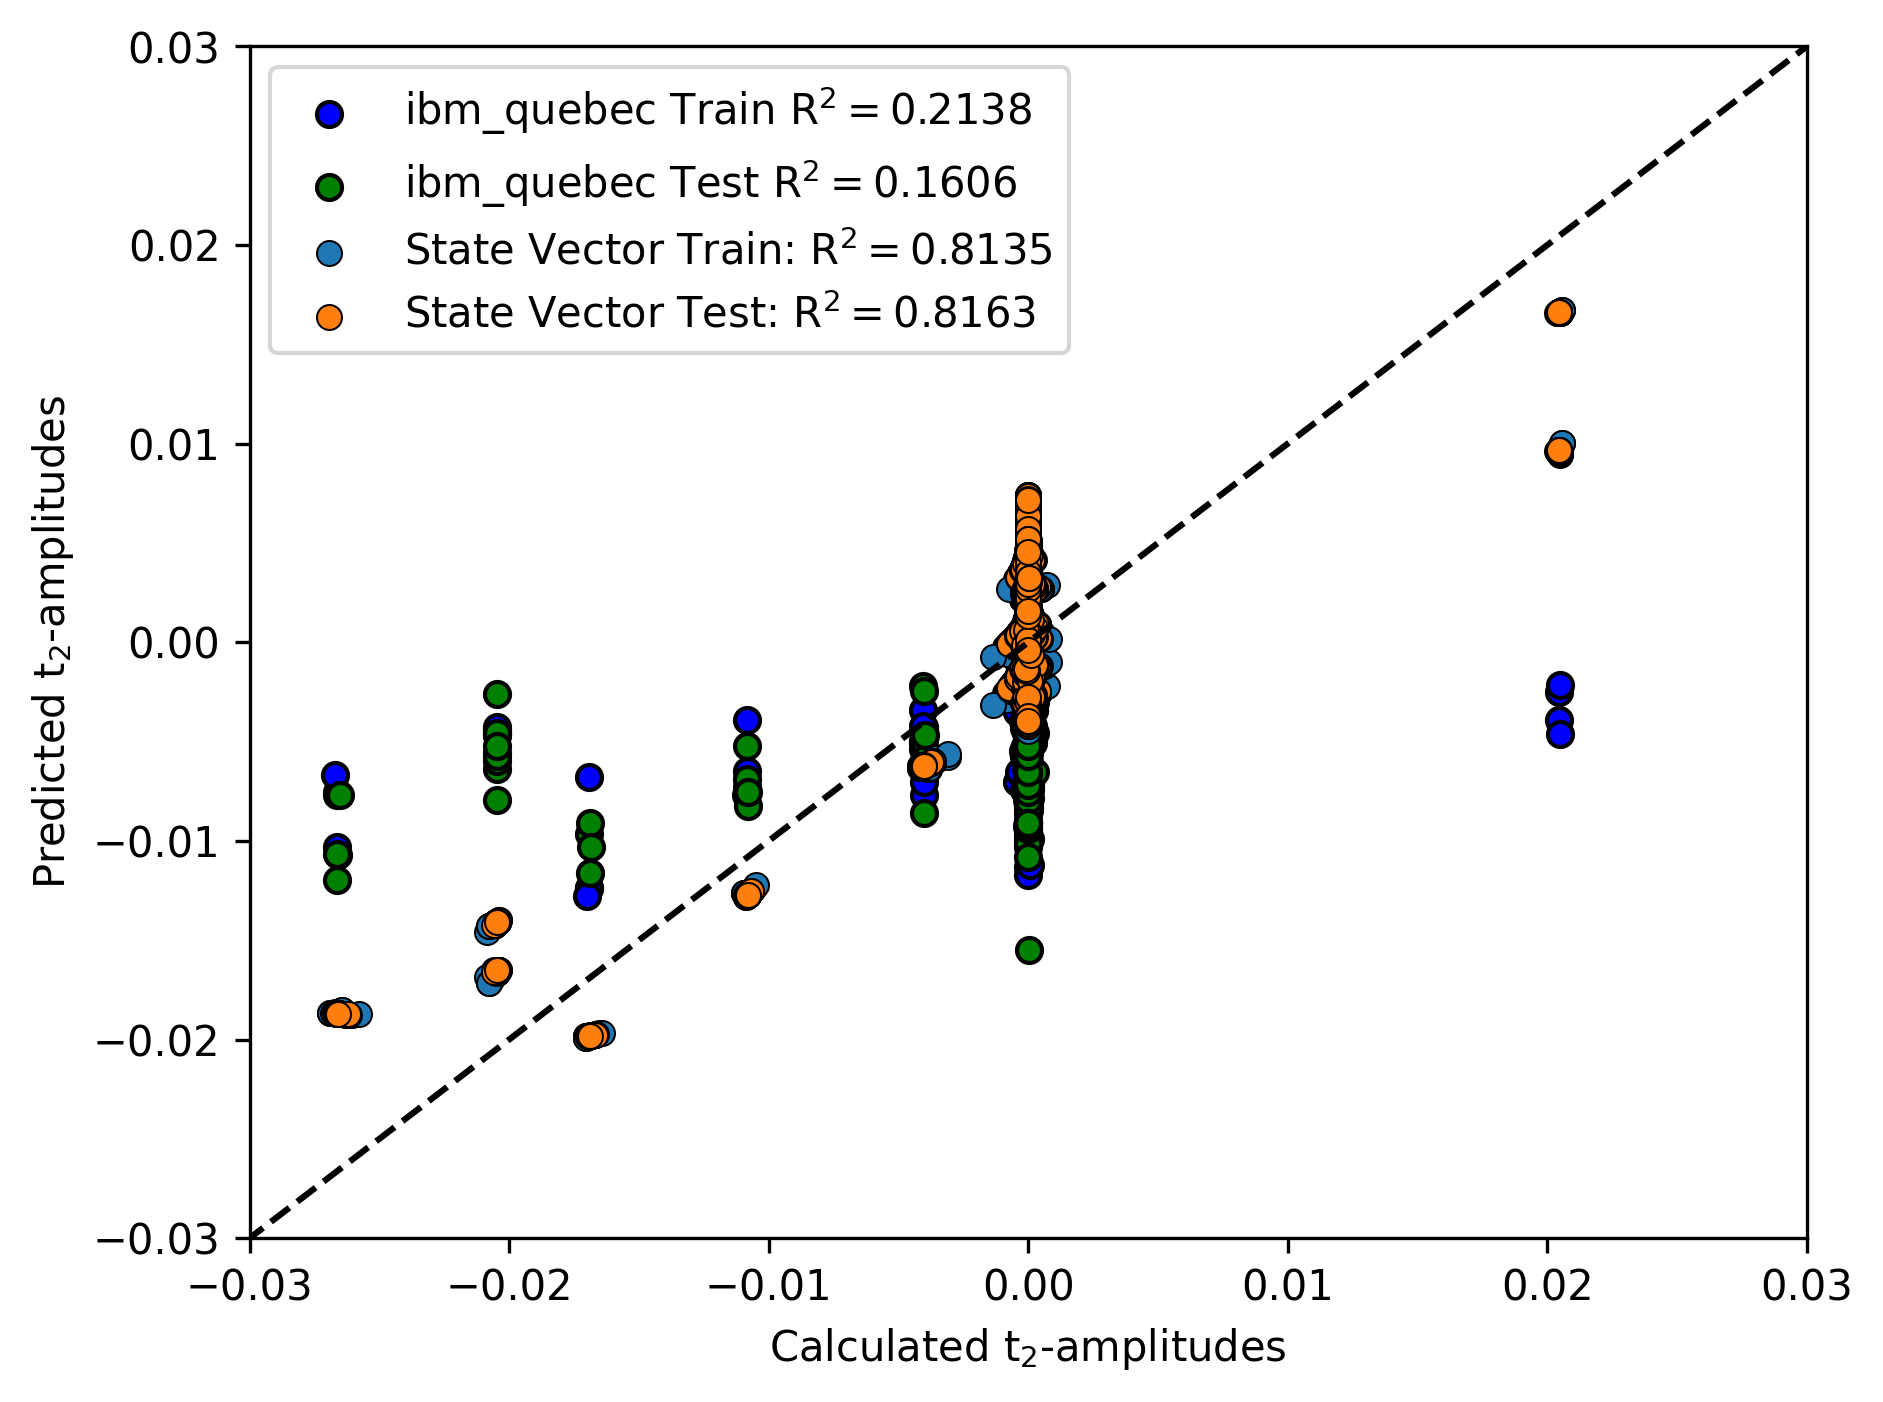 ibm_quebec Train R² = 0.2138
ibm_quebec Test R² = 0.1606
State Vector Train: R² = 0.8135
State Vector Test: R² = 0.8163
0.03
0.02
0.01
0.00
−0.01
−0.02
−0.03
Predicted t₂-amplitudes
−0.03 −0.02 −0.01 0.00 0.01 0.02 0.03
Calculated t₂-amplitudes